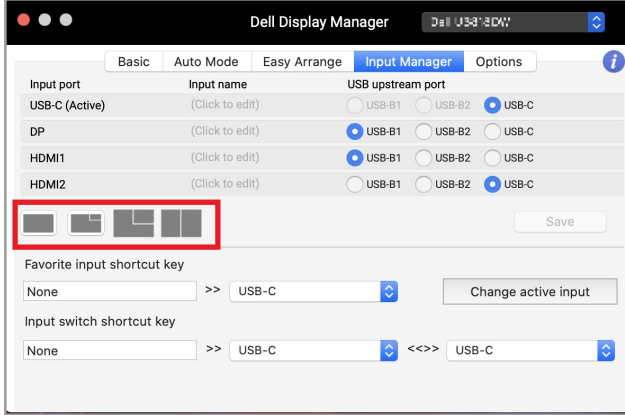 Dell Display Manager
Basic Auto Mode Easy Arrange Input Manager Options i
Input port Input name USB upstream port
USB-C (Active) (Click to edit) USB-B1 USB-B2 USB-C
DP (Click to edit) USB-B1 USB-B2 USB-C
HDMI1 (Click to edit) USB-B1 USB-B2 USB-C
HDMI2 (Click to edit) USB-B1 USB-B2 USB-C
Save
Favorite input shortcut key
None >> USB-C Change active input
Input switch shortcut key
None >> USB-C <<>> USB-C